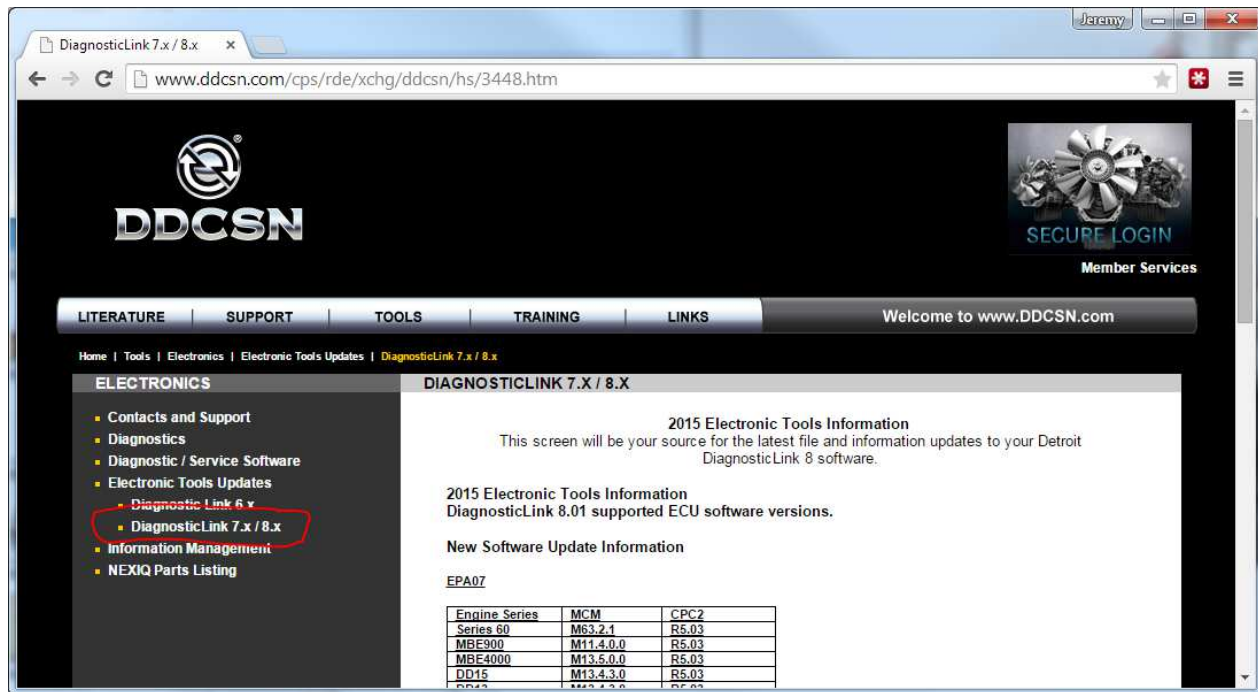 Jeremy
DiagnosticLink 7.x / 8.x
www.ddcsn.com/cps/rde/xchg/ddcsn/hs/3448.htm
DDCSN
SECURE LOGIN
Member Services
LITERATURE | SUPPORT | TOOLS | TRAINING | LINKS
Welcome to www.DDCSN.com
Home | Tools | Electronics | Electronic Tools Updates | DiagnosticLink 7.x / 8.x
ELECTRONICS
Contacts and Support
Diagnostics
Diagnostic / Service Software
Electronic Tools Updates
Diagnostic Link 6.x
DiagnosticLink 7.x / 8.x
Information Management
NEXIQ Parts Listing
DIAGNOSTICLINK 7.X / 8.X
2015 Electronic Tools Information
This screen will be your source for the latest file and information updates to your Detroit
DiagnosticLink 8 software.
2015 Electronic Tools Information
DiagnosticLink 8.01 supported ECU software versions.
New Software Update Information
EPA07
Engine Series MCM CPC2
Series 60 M63.2.1 R5.03
MBE900 M11.4.0.0 R5.03
MBE4000 M13.5.0.0 R5.03
DD15 M13.4.3.0 R5.03